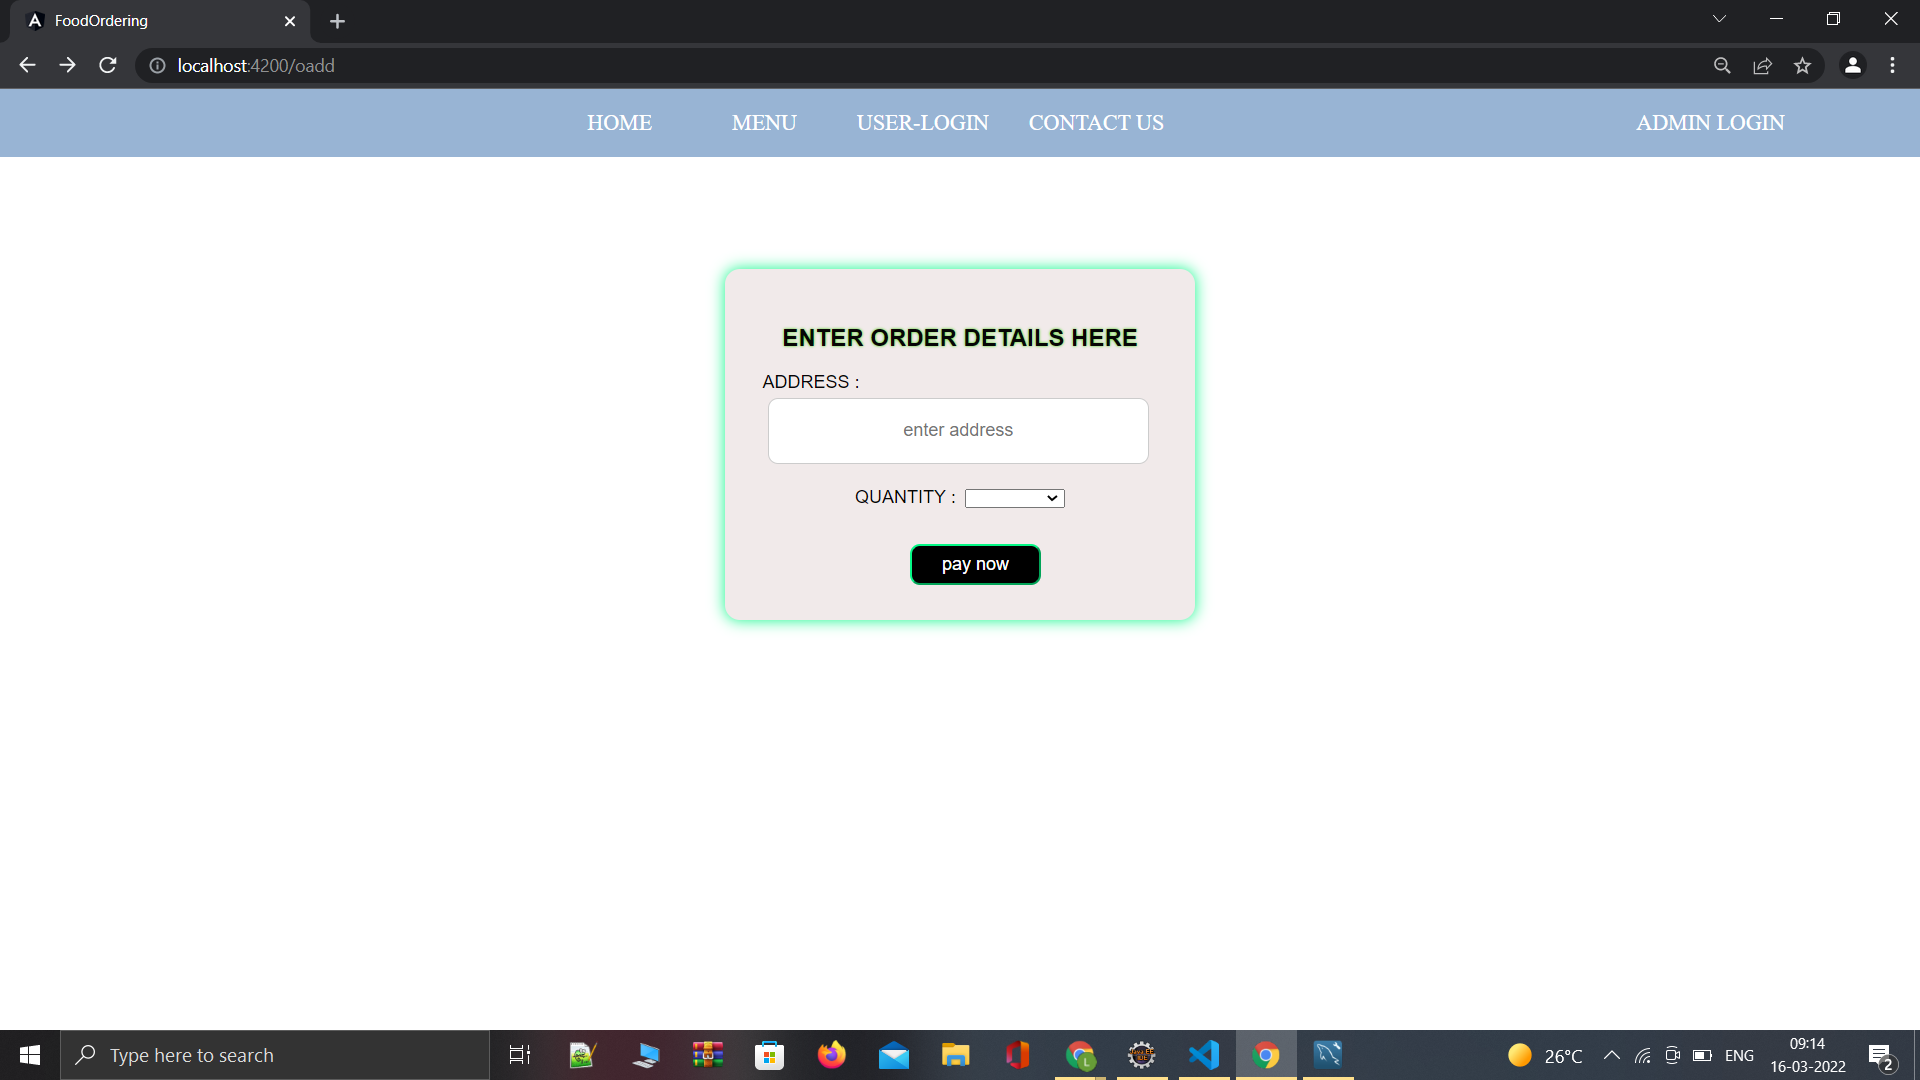 FoodOrdering
localhost:4200/oadd
HOME MENU USER-LOGIN CONTACT US ADMIN LOGIN
ENTER ORDER DETAILS HERE
ADDRESS :
enter address
QUANTITY :
pay now
Type here to search
26°C
ENG
09:14
16-03-2022
2